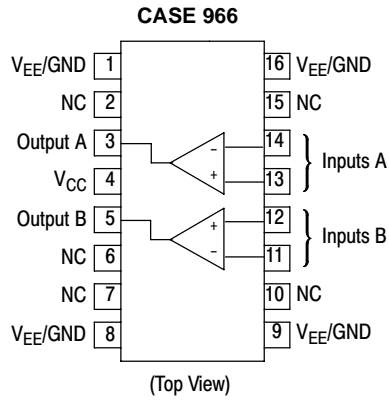 CASE 966
VEE/GND 1 16 VEE/GND
NC 2 15 NC
Output A 3 14
– Inputs A
VCC 4 + 13
Output B 5 + 12
Inputs B
NC 6 – 11
NC 7 10 NC
VEE/GND 8 9 VEE/GND
(Top View)